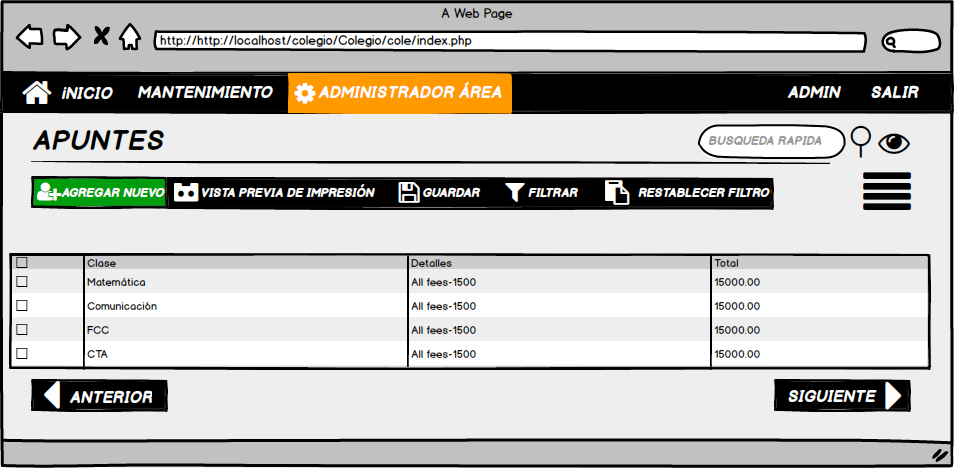 A Web Page
http://http://localhost/colegio/Colegio/cole/index.php
iNICIO MANTENIMIENTO ADMINISTRADOR ÁREA ADMIN SALIR
APUNTES BUSQUEDA RAPIDA
AGREGAR NUEVO VISTA PREVIA DE IMPRESIÓN GUARDAR FILTRAR RESTABLECER FILTRO
Clase Detalles Total
Matemática All fees-1500 15000.00
Comunicación All fees-1500 15000.00
FCC All fees-1500 15000.00
CTA All fees-1500 15000.00
ANTERIOR SIGUIENTE